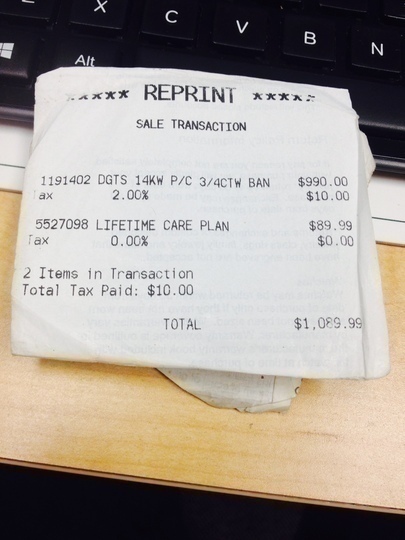 X
C
V
B
N
Alt
***** REPRINT *****
SALE TRANSACTION
1191402 DGTS 14KW P/C 3/4CTW BAN $990.00
Tax 2.00% $10.00
5527098 LIFETIME CARE PLAN $89.99
Tax 0.00% $0.00
2 Items in Transaction
Total Tax Paid: $10.00
TOTAL $1,089.99